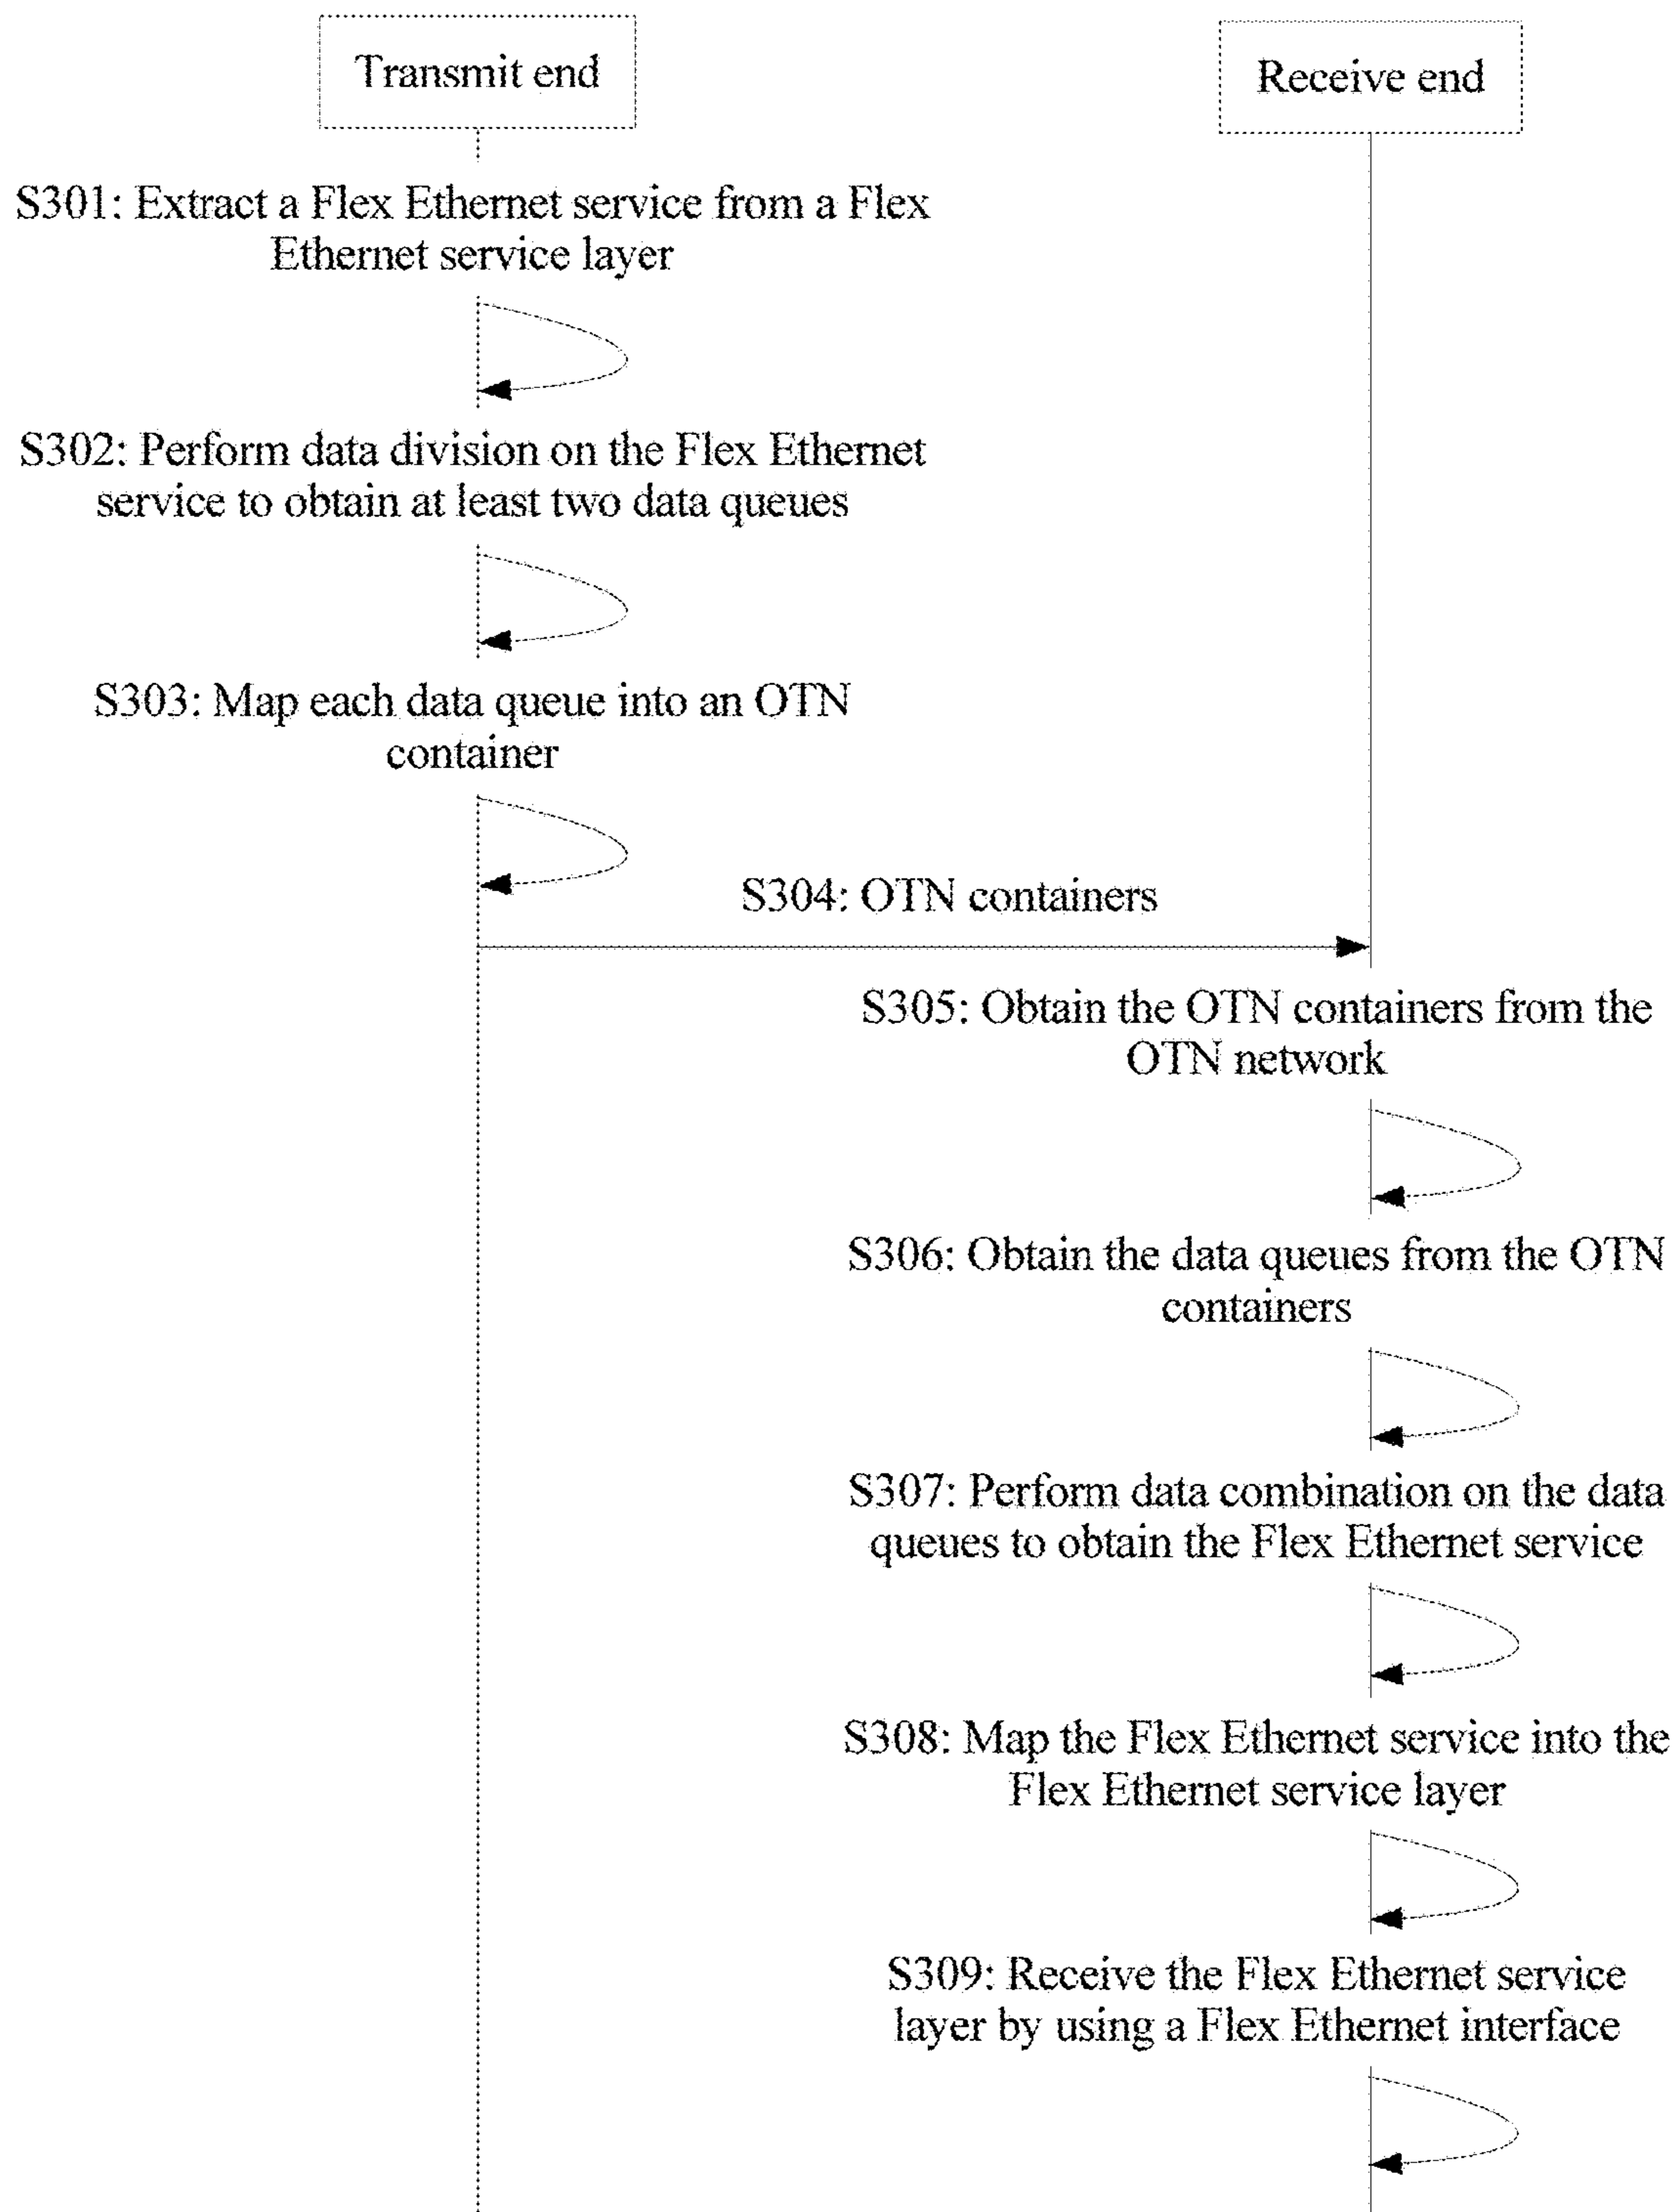 Transmit end
Receive end
S301: Extract a Flex Ethernet service from a Flex
Ethernet service layer
S302: Perform data division on the Flex Ethernet
service to obtain at least two data queues
S303: Map each data queue into an OTN
container
S304: OTN containers
S305: Obtain the OTN containers from the
OTN network
S306: Obtain the data queues from the OTN
containers
S307: Perform data combination on the data
queues to obtain the Flex Ethernet service
S308: Map the Flex Ethernet service into the
Flex Ethernet service layer
S309: Receive the Flex Ethernet service
layer by using a Flex Ethernet interface